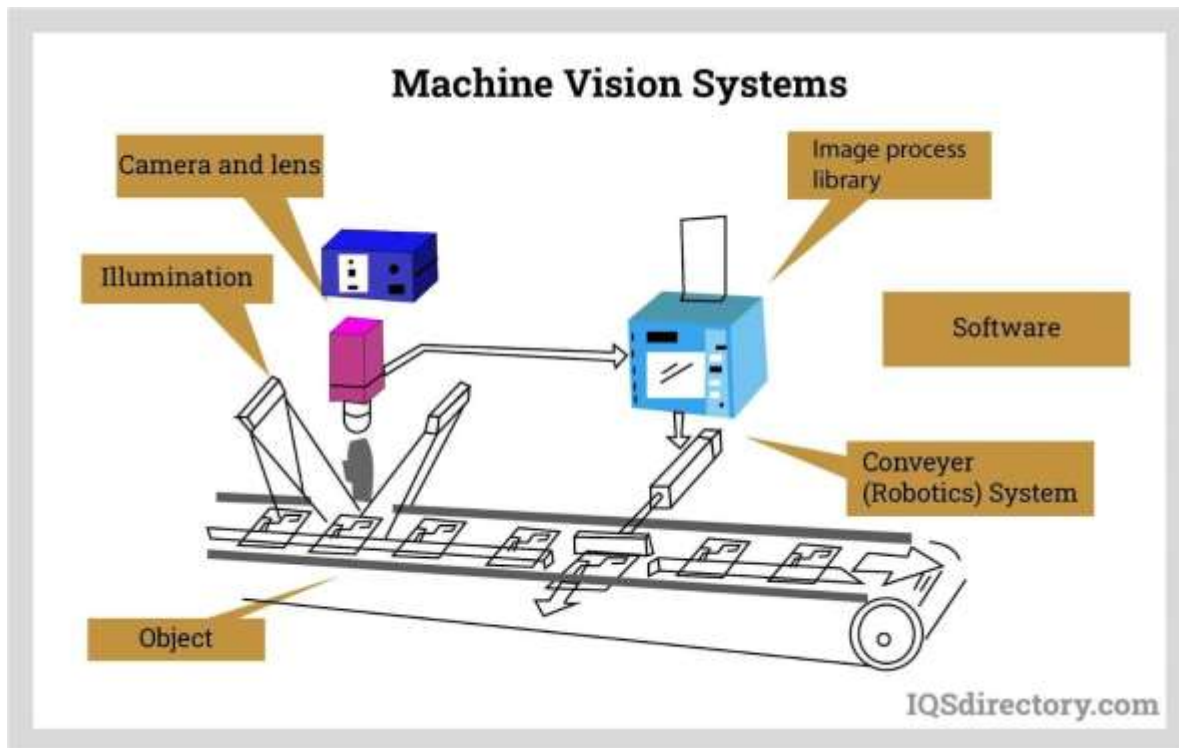 Machine Vision Systems
Camera and lens
Image process
library
Illumination
Software
Conveyer
(Robotics) System
Object
IQSdirectory.com